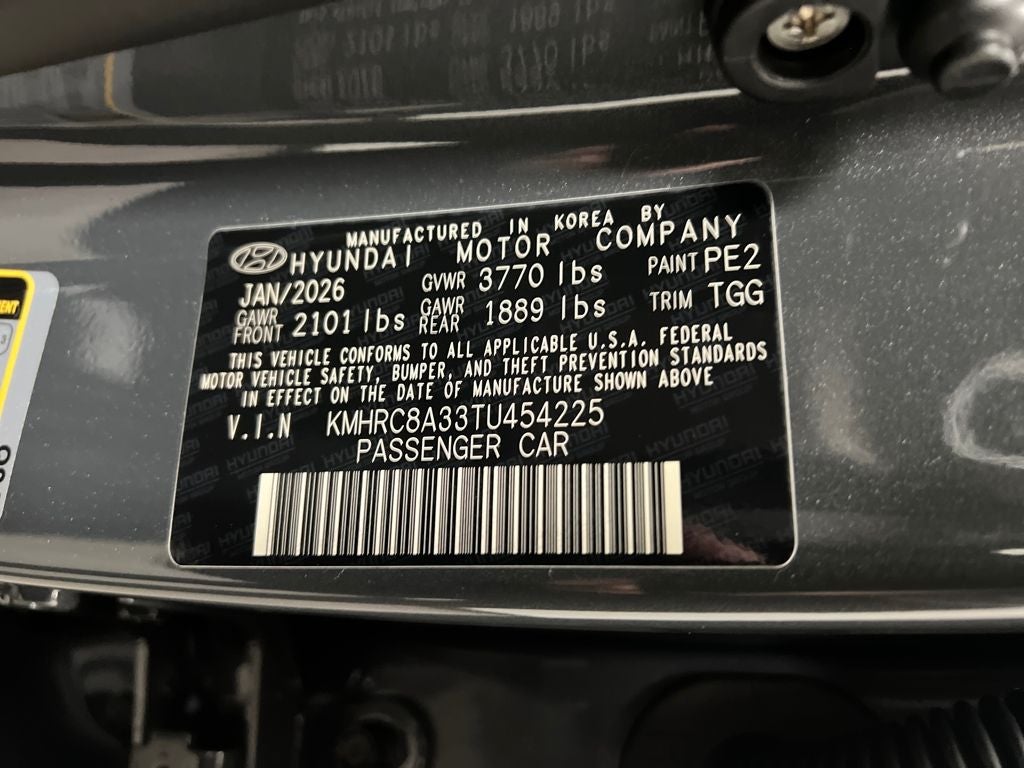 MANUFACTURED IN KOREA BY
HYUNDAI MOTOR COMPANY
JAN/2026 GVWR 3770 lbs PAINT PE2
GAWR FRONT 2101 lbs GAWR REAR 1889 lbs TRIM TGG
THIS VEHICLE CONFORMS TO ALL APPLICABLE U.S.A. FEDERAL
MOTOR VEHICLE SAFETY, BUMPER, AND THEFT PREVENTION STANDARDS
IN EFFECT ON THE DATE OF MANUFACTURE SHOWN ABOVE
V.I.N KMHRC8A33TU454225
PASSENGER CAR